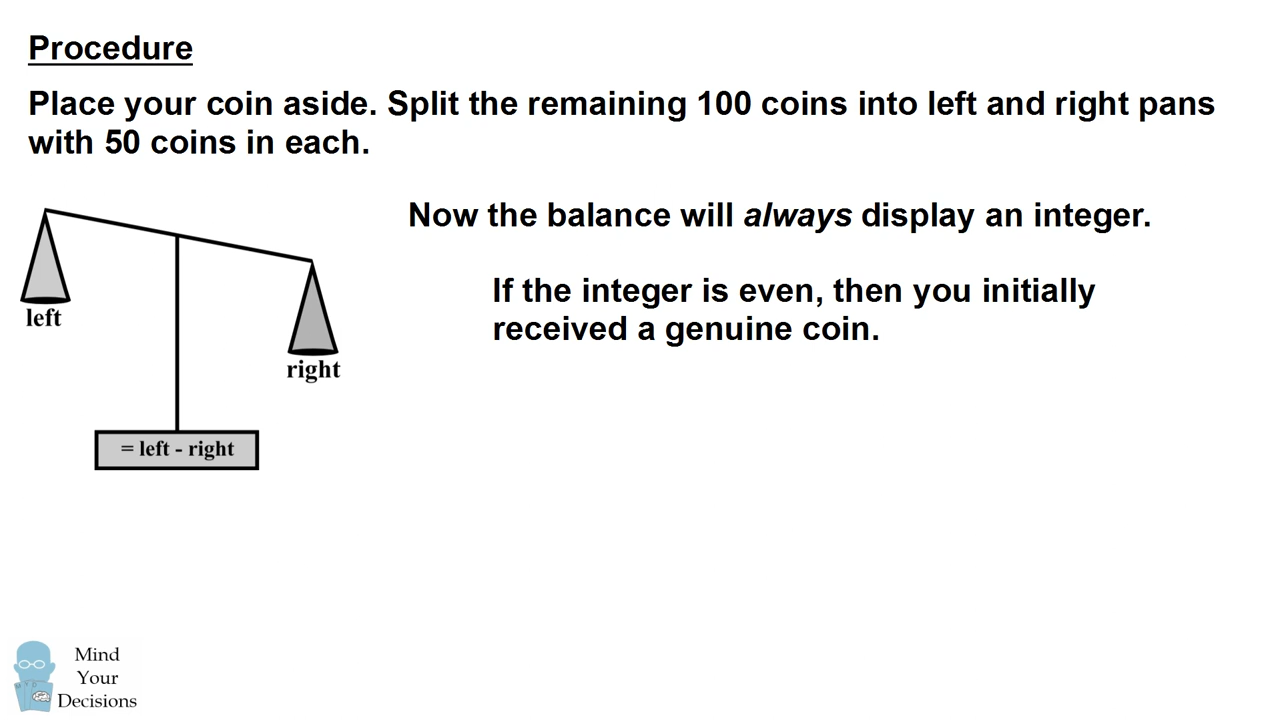 Procedure
Place your coin aside. Split the remaining 100 coins into left and right pans
with 50 coins in each.
Now the balance will always display an integer.
If the integer is even, then you initially
received a genuine coin.
left
right
= left - right
Mind
Your
Decisions